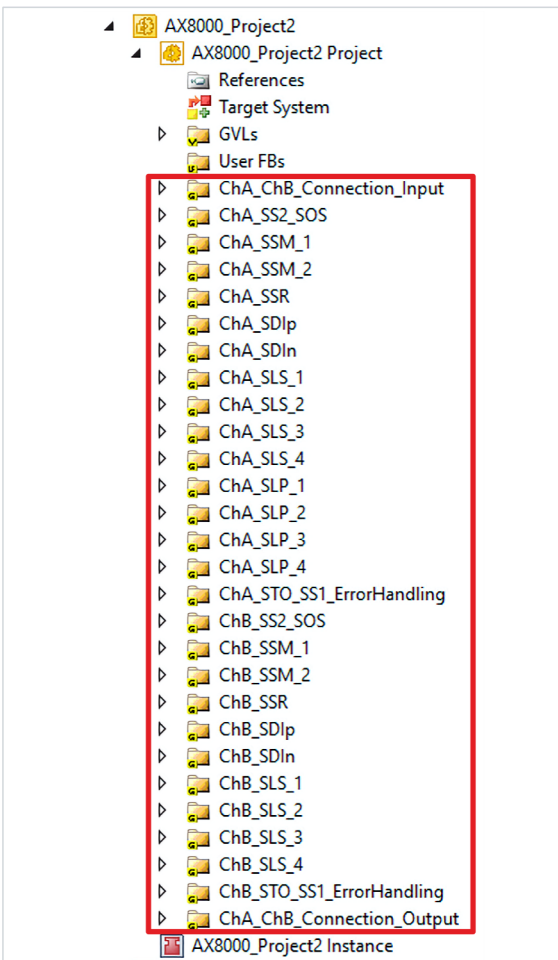 AX8000_Project2
AX8000_Project2 Project
References
Target System
GVLs
User FBs
ChA_ChB_Connection_Input
ChA_SS2_SOS
ChA_SSM_1
ChA_SSM_2
ChA_SSR
ChA_SDIp
ChA_SDIn
ChA_SLS_1
ChA_SLS_2
ChA_SLS_3
ChA_SLS_4
ChA_SLP_1
ChA_SLP_2
ChA_SLP_3
ChA_SLP_4
ChA_STO_SS1_ErrorHandling
ChB_SS2_SOS
ChB_SSM_1
ChB_SSM_2
ChB_SSR
ChB_SDIp
ChB_SDIn
ChB_SLS_1
ChB_SLS_2
ChB_SLS_3
ChB_SLS_4
ChB_STO_SS1_ErrorHandling
ChA_ChB_Connection_Output
AX8000_Project2 Instance